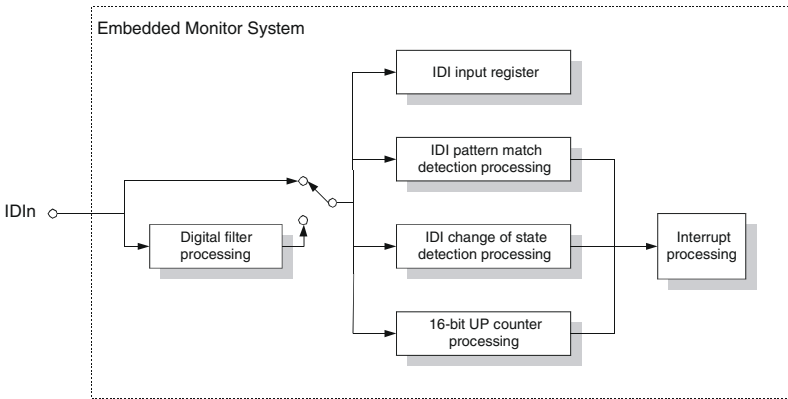 Embedded Monitor System
IDI input register
IDI pattern match
detection processing
IDIn
Digital filter
processing
IDI change of state
detection processing
Interrupt
processing
16-bit UP counter
processing